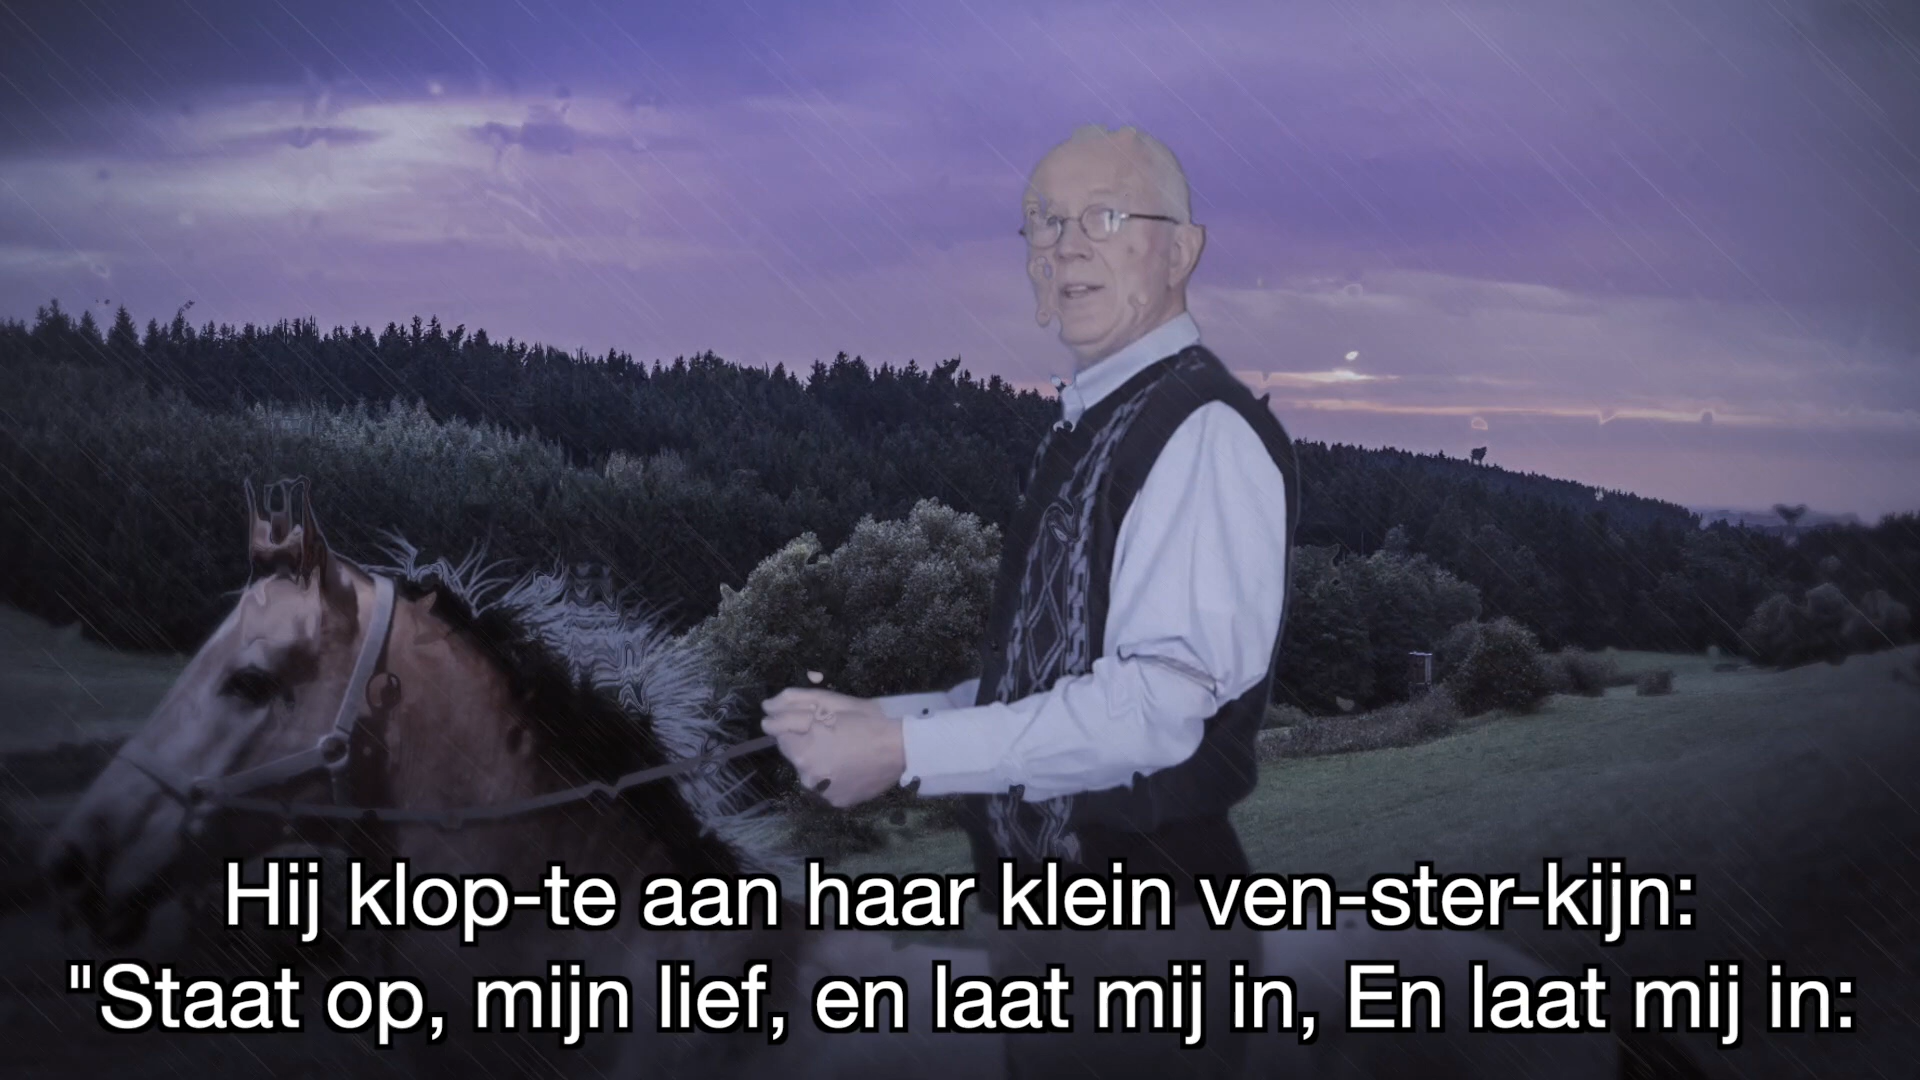 Hij klop-te aan haar klein ven-ster-kijn:
"Staat op, mijn lief, en laat mij in, En laat mij in: